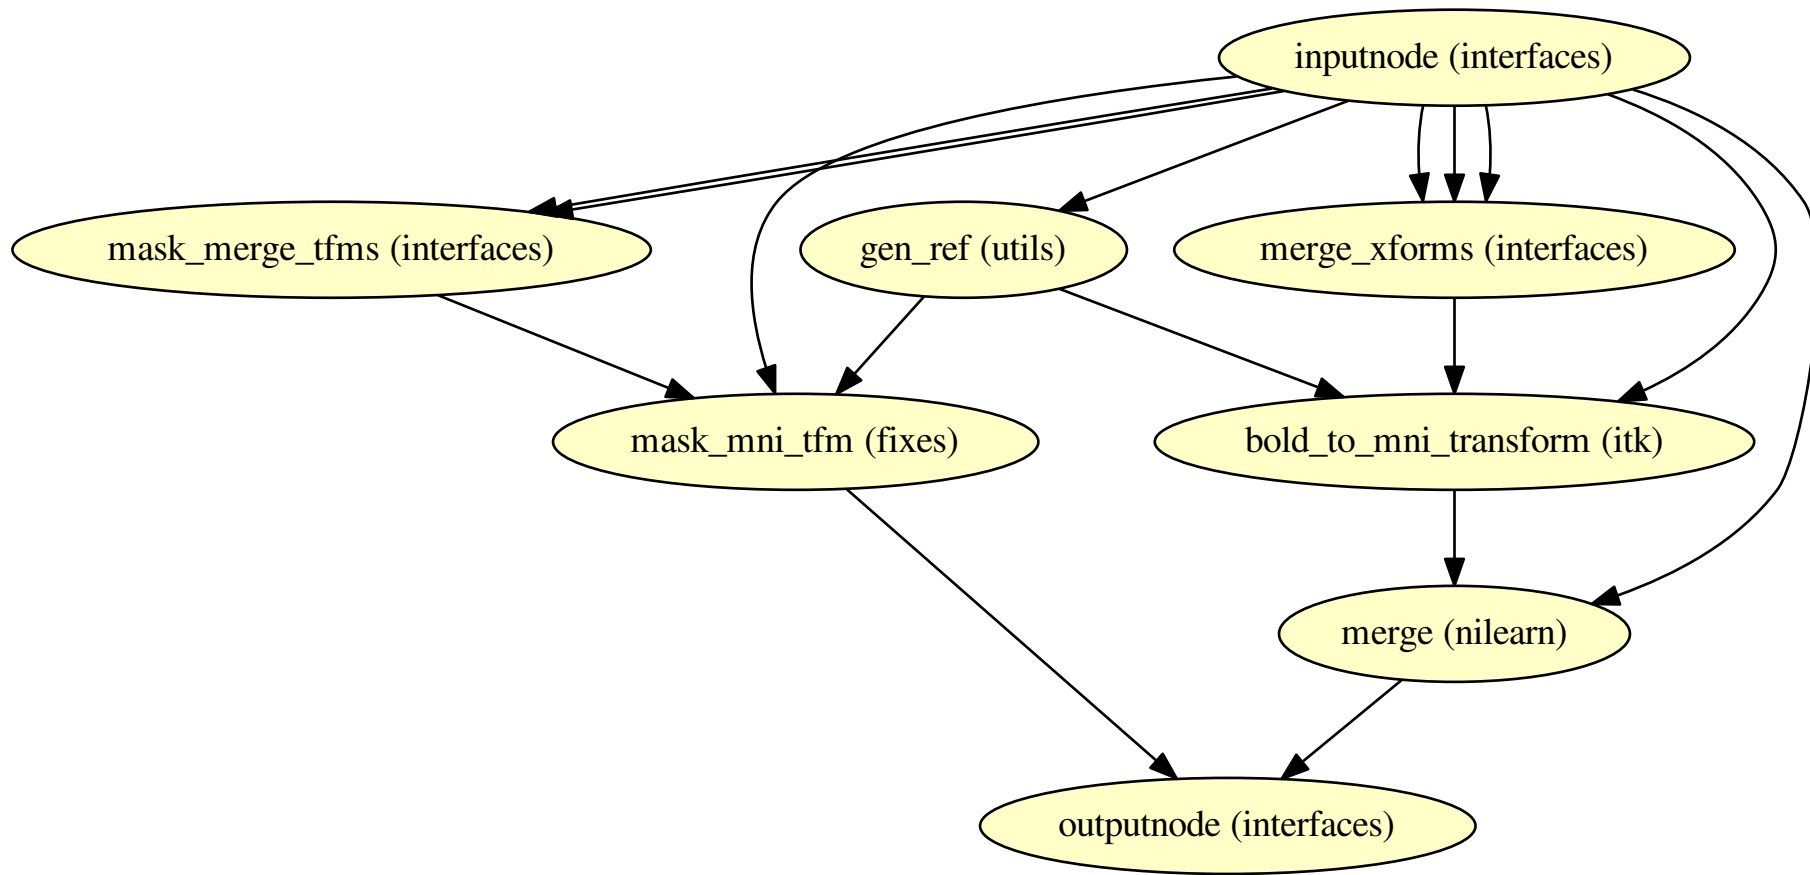 inputnode (interfaces)
mask_merge_tfms (interfaces)
gen_ref (utils)
merge_xforms (interfaces)
mask_mni_tfm (fixes)
bold_to_mni_transform (itk)
merge (nilearn)
outputnode (interfaces)